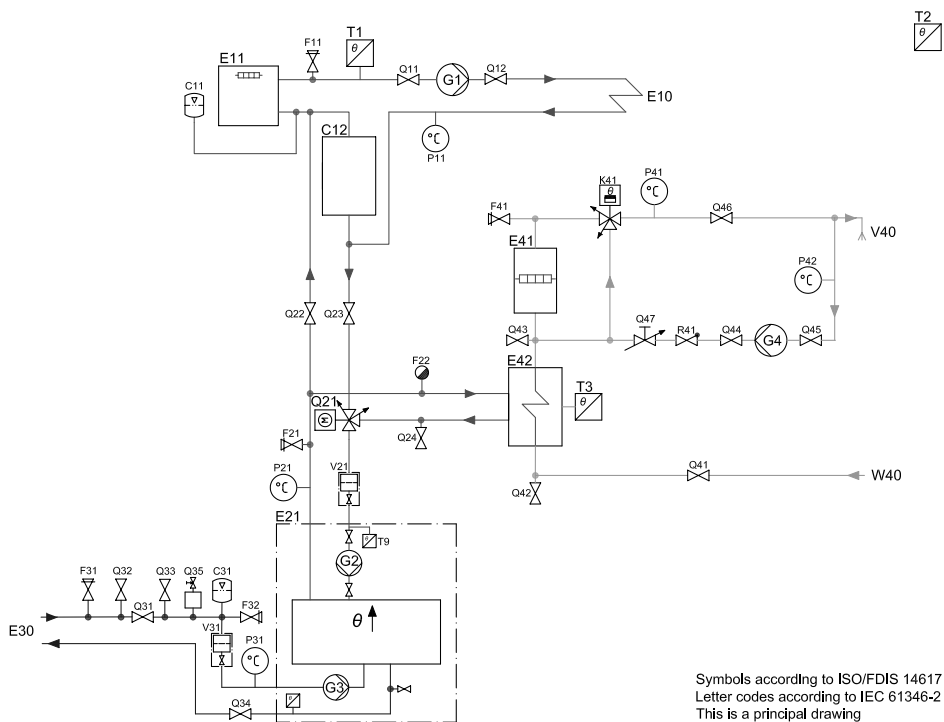 T2
θ
F11
T1
θ
E11
Q11
G1
Q12
C11
E10
C12
°C
P11
K41
θ
P41
°C
F41
Q46
V40
E41
P42
°C
Q22
Q23
Q43
Q47
R41
Q44
G4
Q45
F22
E42
T3
θ
Q21
M
F21
Q24
P21
°C
V21
Q41
W40
Q42
E21
T9
G2
F31
Q32
Q33
Q35
C31
Q31
F32
θ
E30
V31
P31
°C
G3
Q34
Symbols according to ISO/FDIS 14617
Letter codes according to IEC 61346-2
This is a principal drawing